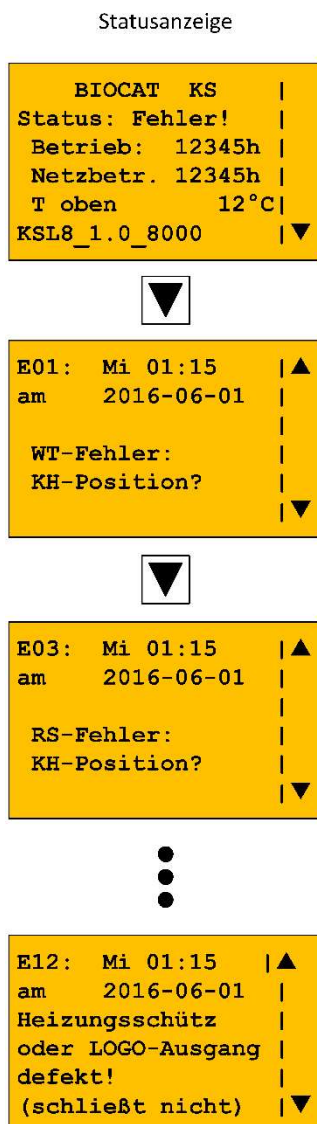 Statusanzeige
BIOCAT KS
Status: Fehler!
Betrieb: 12345h
Netzbetr. 12345h
T oben 12°C
KSL8_1.0_8000
E01: Mi 01:15
am 2016-06-01
WT-Fehler:
KH-Position?
E03: Mi 01:15
am 2016-06-01
RS-Fehler:
KH-Position?
E12: Mi 01:15
am 2016-06-01
Heizungsschütz
oder LOGO-Ausgang
defekt!
(schließt nicht)